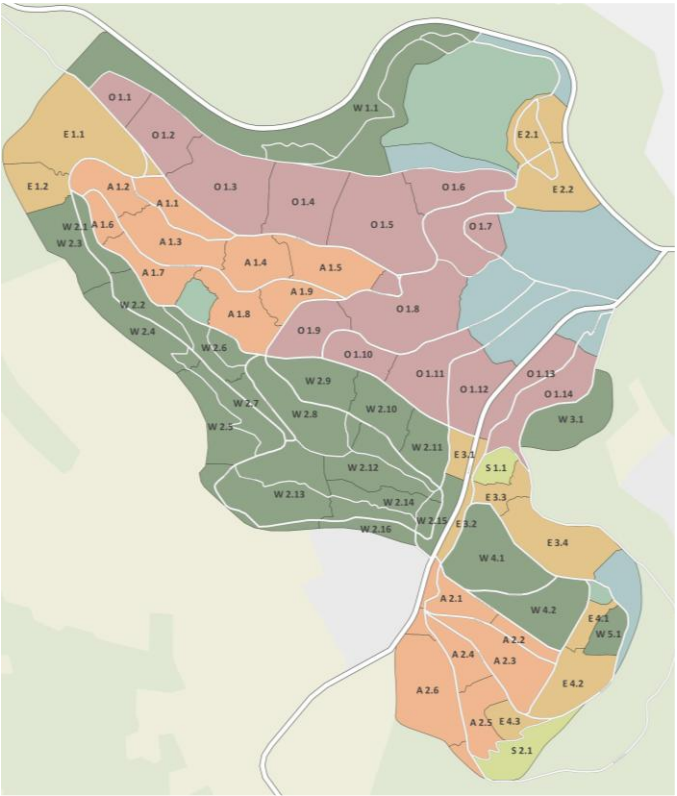 O 1.1
W 1.1
E 1.1
O 1.2
E 2.1
E 1.2
A 1.2
O 1.3
O 1.4
O 1.6
E 2.2
A 1.1
W 2.1
A 1.6
O 1.5
O 1.7
W 2.3
A 1.3
A 1.4
A 1.5
A 1.7
A 1.9
W 2.2
A 1.8
O 1.8
W 2.4
O 1.9
W 2.6
O 1.10
W 2.9
O 1.11
O 1.13
O 1.12
O 1.14
W 2.7
W 2.8
W 2.10
W 3.1
W 2.5
W 2.11
E 3.1
W 2.12
S 1.1
W 2.13
W 2.14
E 3.3
W 2.15
E 3.2
W 2.16
E 3.4
W 4.1
A 2.1
W 4.2
E 4.1
A 2.2
W 5.1
A 2.4
A 2.3
E 4.2
A 2.6
A 2.5
E 4.3
S 2.1